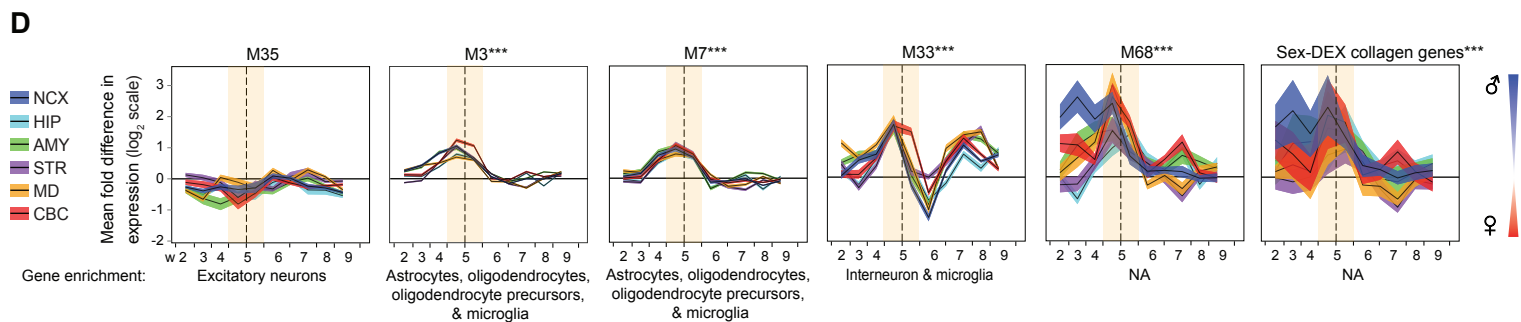 D
M35
M3***
M7***
M33***
M68***
Sex-DEX collagen genes***
NCX
HIP
AMY
STR
MD
CBC
Mean fold difference in
expression (log2 scale)
3
2
1
0
-1
-2
w 2 3 4 5 6 7 8 9
2 3 4 5 6 7 8 9
2 3 4 5 6 7 8 9
2 3 4 5 6 7 8 9
2 3 4 5 6 7 8 9
2 3 4 5 6 7 8 9
♂
♀
Gene enrichment:
Excitatory neurons
Astrocytes, oligodendrocytes,
oligodendrocyte precursors,
& microglia
Astrocytes, oligodendrocytes,
oligodendrocyte precursors,
& microglia
Interneuron & microglia
NA
NA